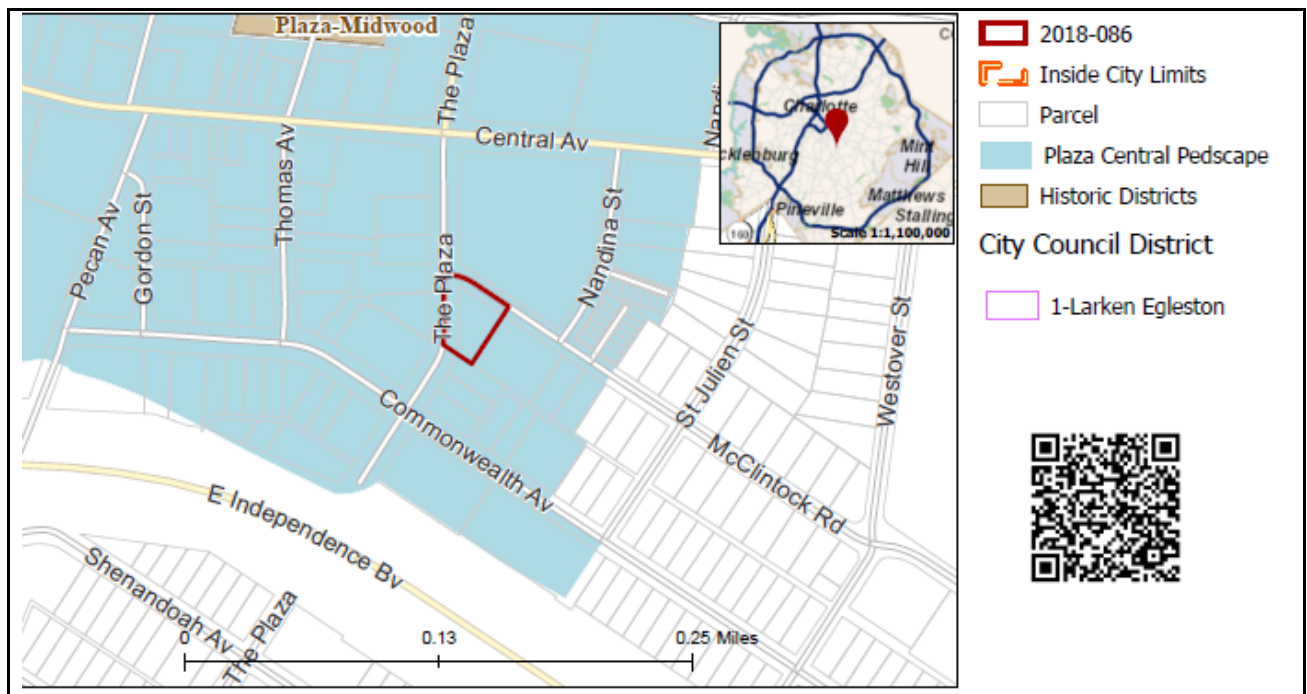 Plaza-Midwood
The Plaza
Central Av
Thomas Av
Pecan Av
Gordon St
Nandina St
The Plaza
Commonwealth Av
St Julien St
Westover St
McClintock Rd
E Independence Bv
Shenandoah Av
The Plaza
0
0.13
0.25 Miles
Charlotte
cklenburg
Mint
Hill
Matthews
Stalling
Pineville
Scale 1:1,100,000
2018-086
Inside City Limits
Parcel
Plaza Central Pedscape
Historic Districts
City Council District
1-Larken Egleston